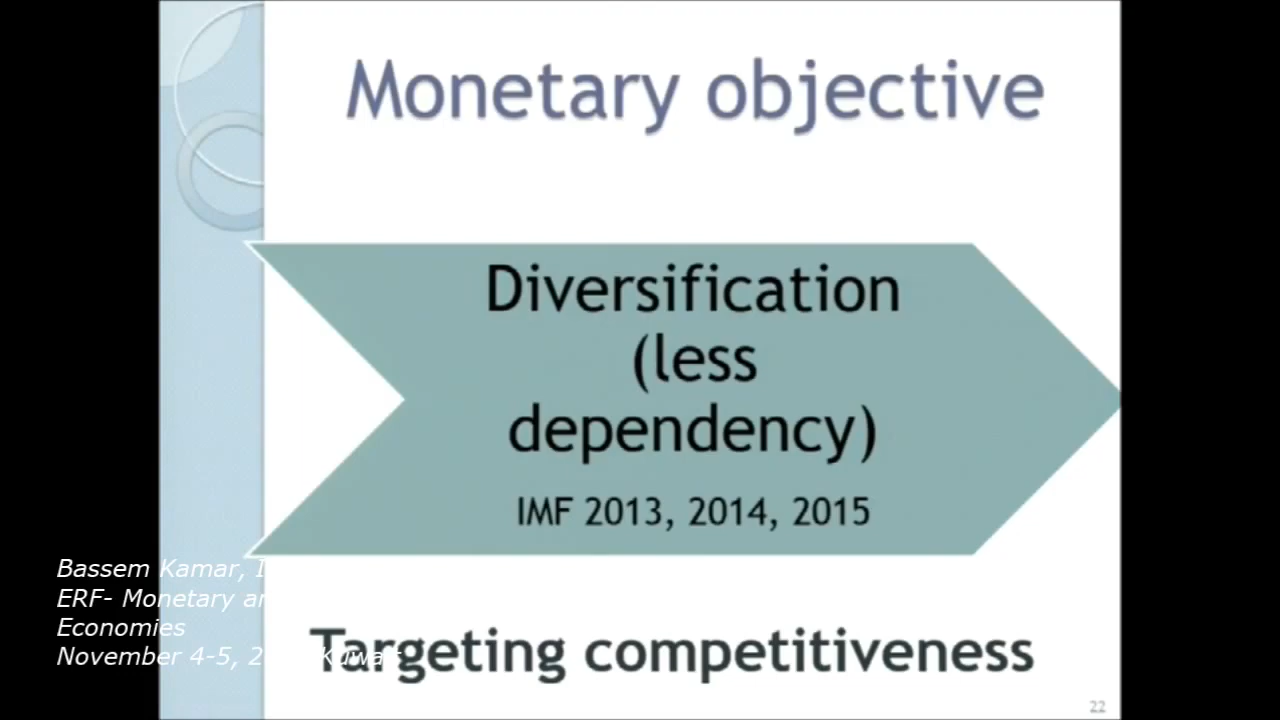 Monetary objective
Diversification
(less
dependency)
IMF 2013, 2014, 2015
Bassem Kamar,
ERF- Monetary
Economies
November 4-5, Kuwait
Targeting competitiveness
22